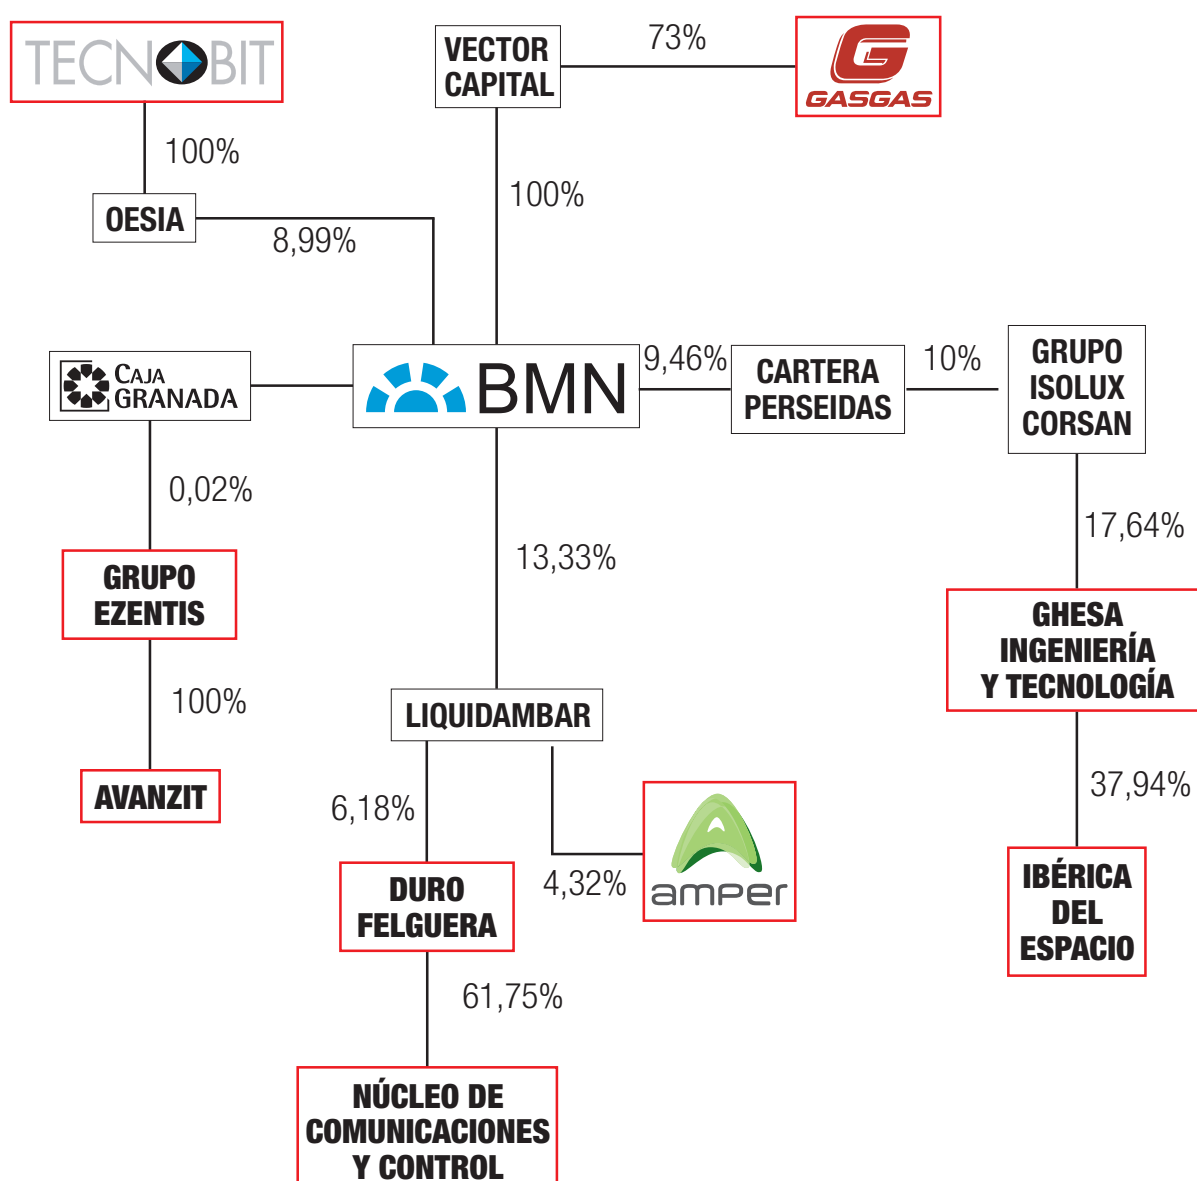 TECNOBIT
VECTOR
CAPITAL
73%
GASGAS
100%
100%
OESIA
8,99%
CAJA
GRANADA
BMN
9,46%
CARTERA
PERSEIDAS
10%
GRUPO
ISOLUX
CORSAN
0,02%
17,64%
13,33%
GRUPO
EZENTIS
GHESA
INGENIERÍA
Y TECNOLOGÍA
100%
LIQUIDAMBAR
AVANZIT
6,18%
37,94%
DURO
FELGUERA
4,32%
amper
IBÉRICA
DEL
ESPACIO
61,75%
NÚCLEO DE
COMUNICACIONES
Y CONTROL